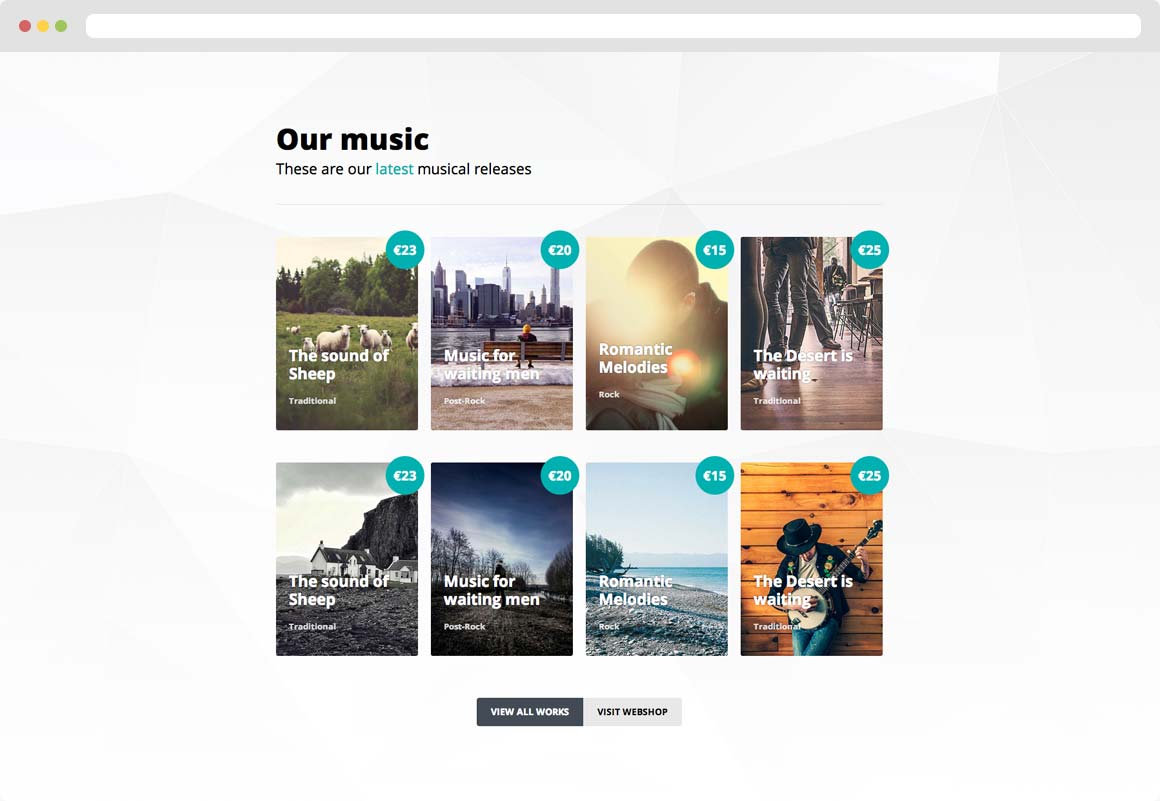 Our music
These are our latest musical releases
€23
€20
€15
€25
The sound of
Sheep
Traditional
Music for
waiting men
Post-Rock
Romantic
Melodies
Rock
The Desert is
waiting
Traditional
€23
€20
€15
€25
The sound of
Sheep
Traditional
Music for
waiting men
Post-Rock
Romantic
Melodies
Rock
The Desert is
waiting
Traditional
VIEW ALL WORKS
VISIT WEBSHOP